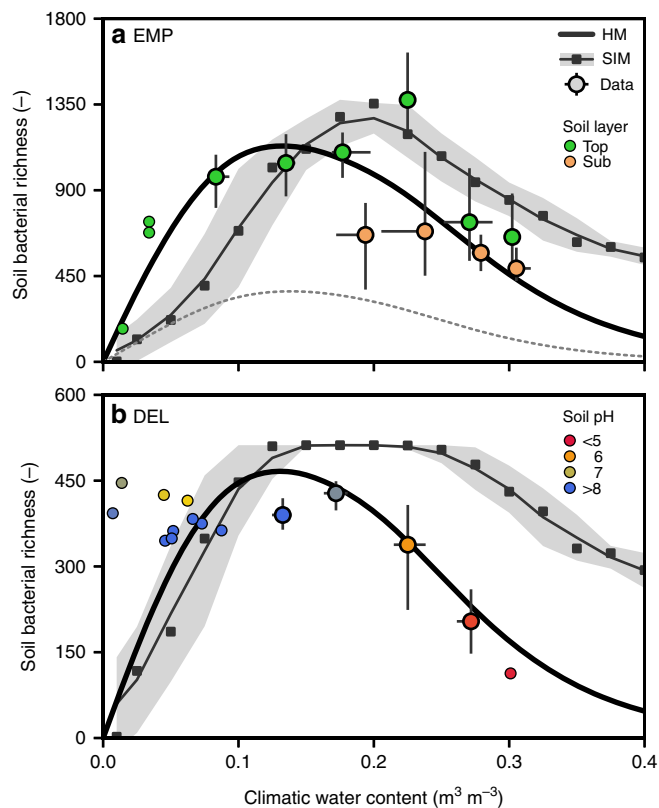 a EMP
HM
SIM
Data
Soil layer
Top
Sub
1800
1350
900
450
0
Soil bacterial richness (–)
b DEL
Soil pH
<5
6
7
>8
600
450
300
150
0
Soil bacterial richness (–)
0.0 0.1 0.2 0.3 0.4
Climatic water content (m³ m⁻³)